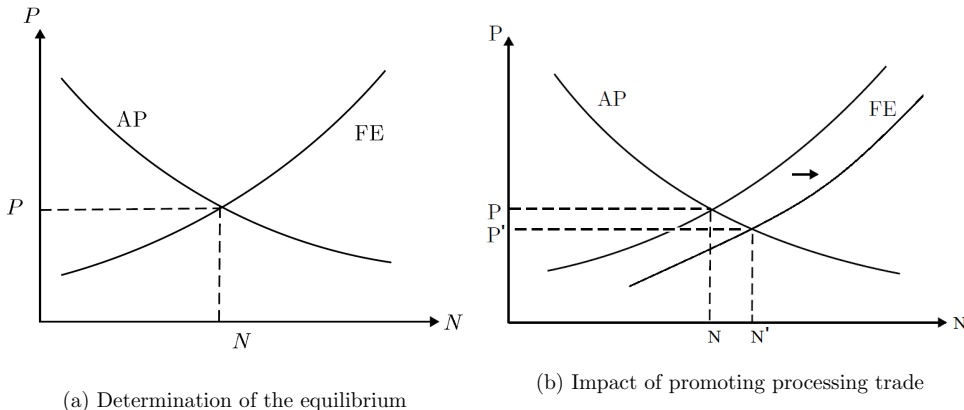 P
AP
FE
P
N
N
(a) Determination of the equilibrium
P
AP
FE
P
P'
N
N'
N
(b) Impact of promoting processing trade